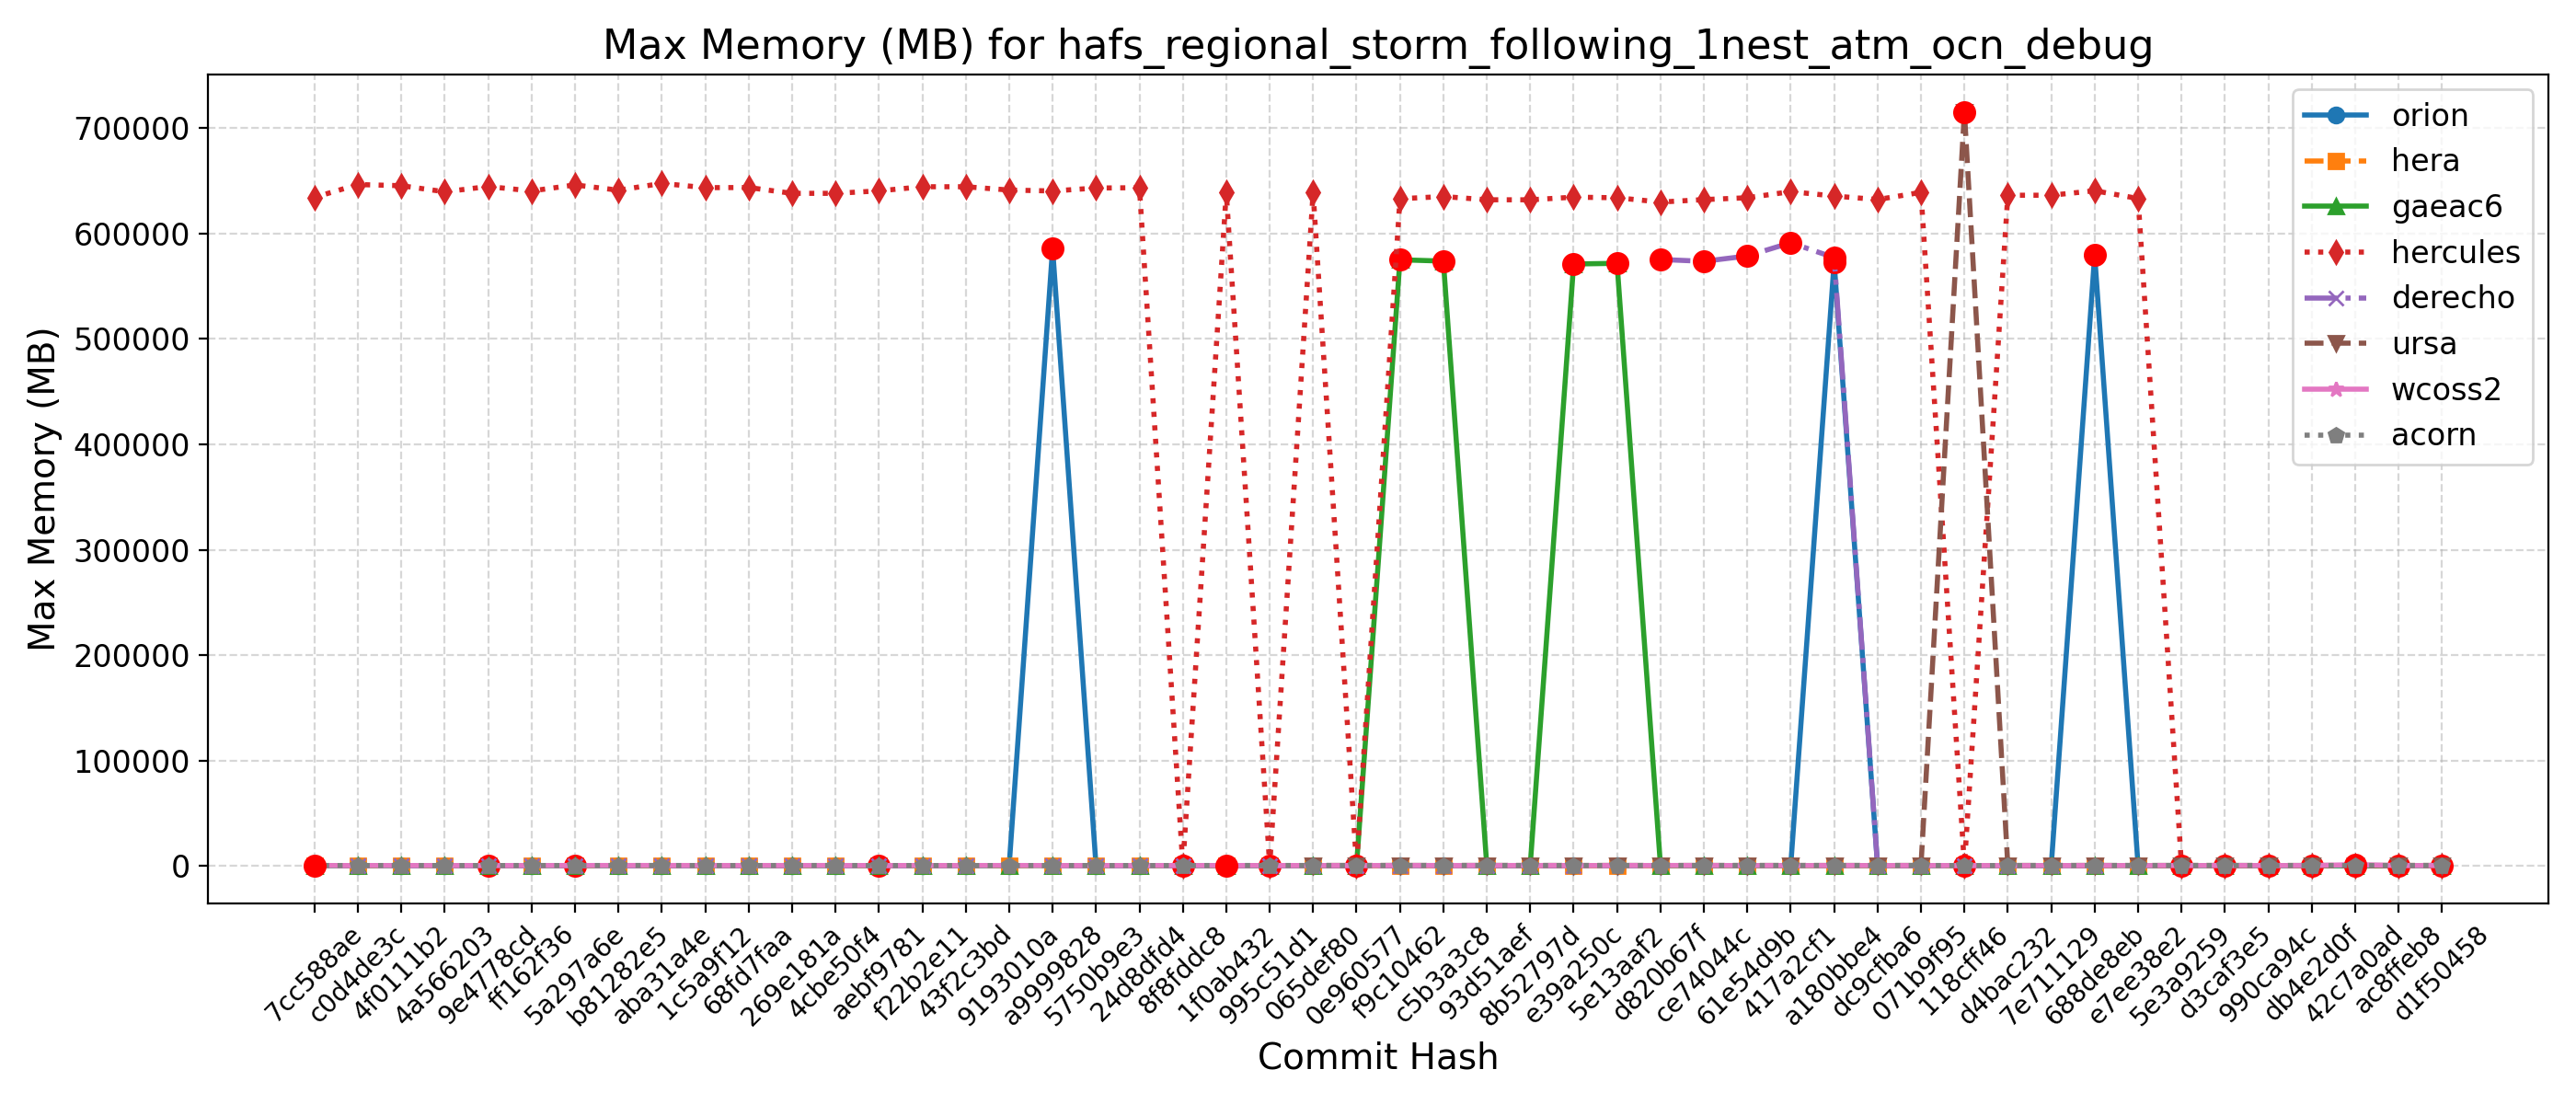 Max Memory (MB) for hafs_regional_storm_following_1nest_atm_ocn_debug
Max Memory (MB)
700000
600000
500000
400000
300000
200000
100000
0
orion
hera
gaeac6
hercules
derecho
ursa
wcoss2
acorn
7cc588ae
c0d4de3c
4f0111b2
4a566203
9e4778cd
ff162f36
5a297a6e
b81282e5
aba31a4e
1c5a9f12
68fd7faa
269e181a
4cbe50f4
aebf9781
f22b2e11
43f2c3bd
9193010a
a9999828
5750b9e3
24d8dfd4
8f8fddc8
1f0ab432
995c51d1
065def80
0e960577
f9c10462
c5b3a3c8
93d51aef
8b52797d
e39a250c
5e13aaf2
d820b67f
ce74044c
61e54d9b
417a2cf1
a180bbe4
dc9cfba6
071b9f95
118cff46
d4bac232
7e711129
688de8eb
e7ee38e2
5e3a9259
d3caf3e5
990ca94c
db4e2d0f
42c7a0ad
ac8ffeb8
d1f50458
Commit Hash